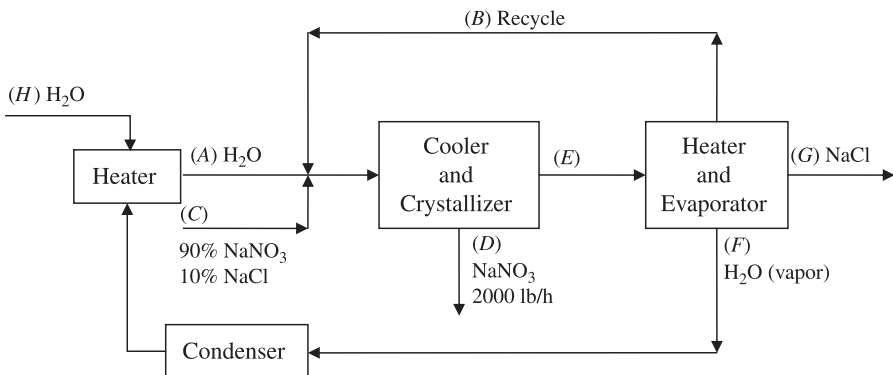 (B) Recycle
(H) H₂O
Heater
(A) H₂O
(C)
90% NaNO₃
10% NaCl
Cooler
and
Crystallizer
(D)
NaNO₃
2000 lb/h
(E)
Heater
and
Evaporator
(G) NaCl
(F)
H₂O (vapor)
Condenser